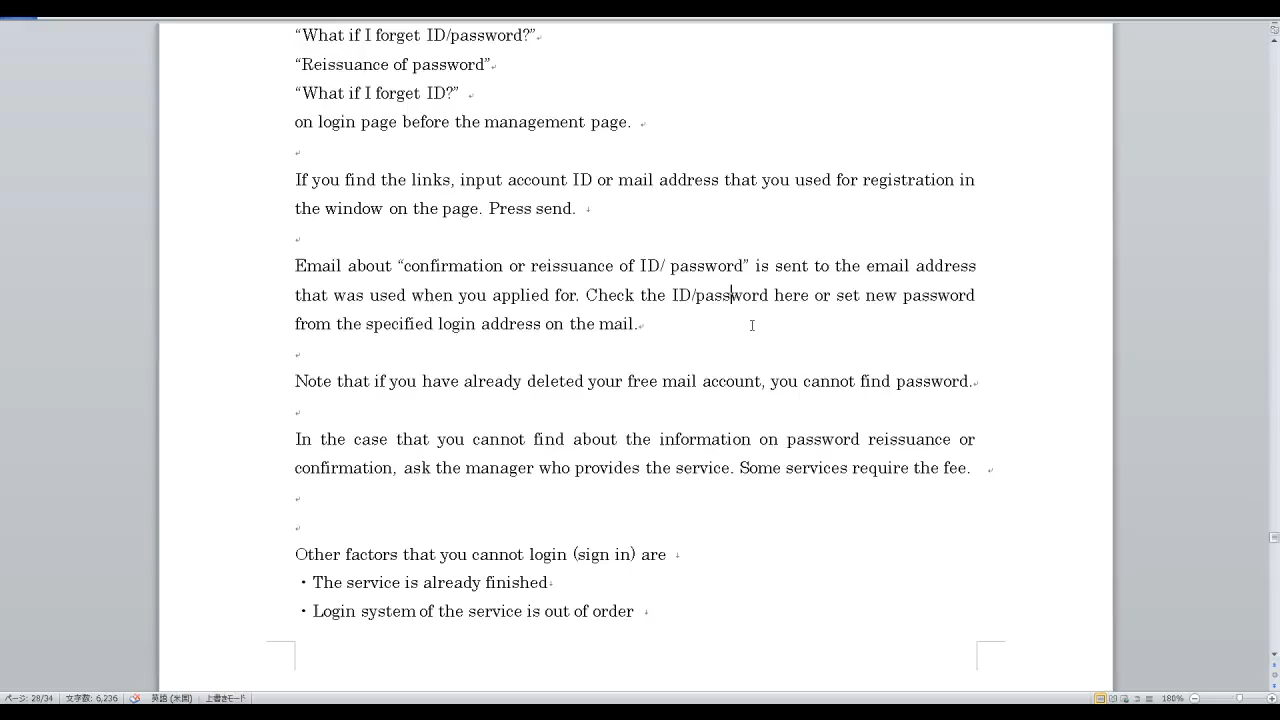 “What if I forget ID/password?”
“Reissuance of password”
“What if I forget ID?”
on login page before the management page.
If you find the links, input account ID or mail address that you used for registration in
the window on the page. Press send.
Email about “confirmation or reissuance of ID/ password” is sent to the email address
that was used when you applied for. Check the ID/password here or set new password
from the specified login address on the mail.
Note that if you have already deleted your free mail account, you cannot find password.
In the case that you cannot find about the information on password reissuance or
confirmation, ask the manager who provides the service. Some services require the fee.
Other factors that you cannot login (sign in) are
・The service is already finished
・Login system of the service is out of order
ページ: 28/34 文字数: 6,236 英語 (米国) 上書きモード 180%